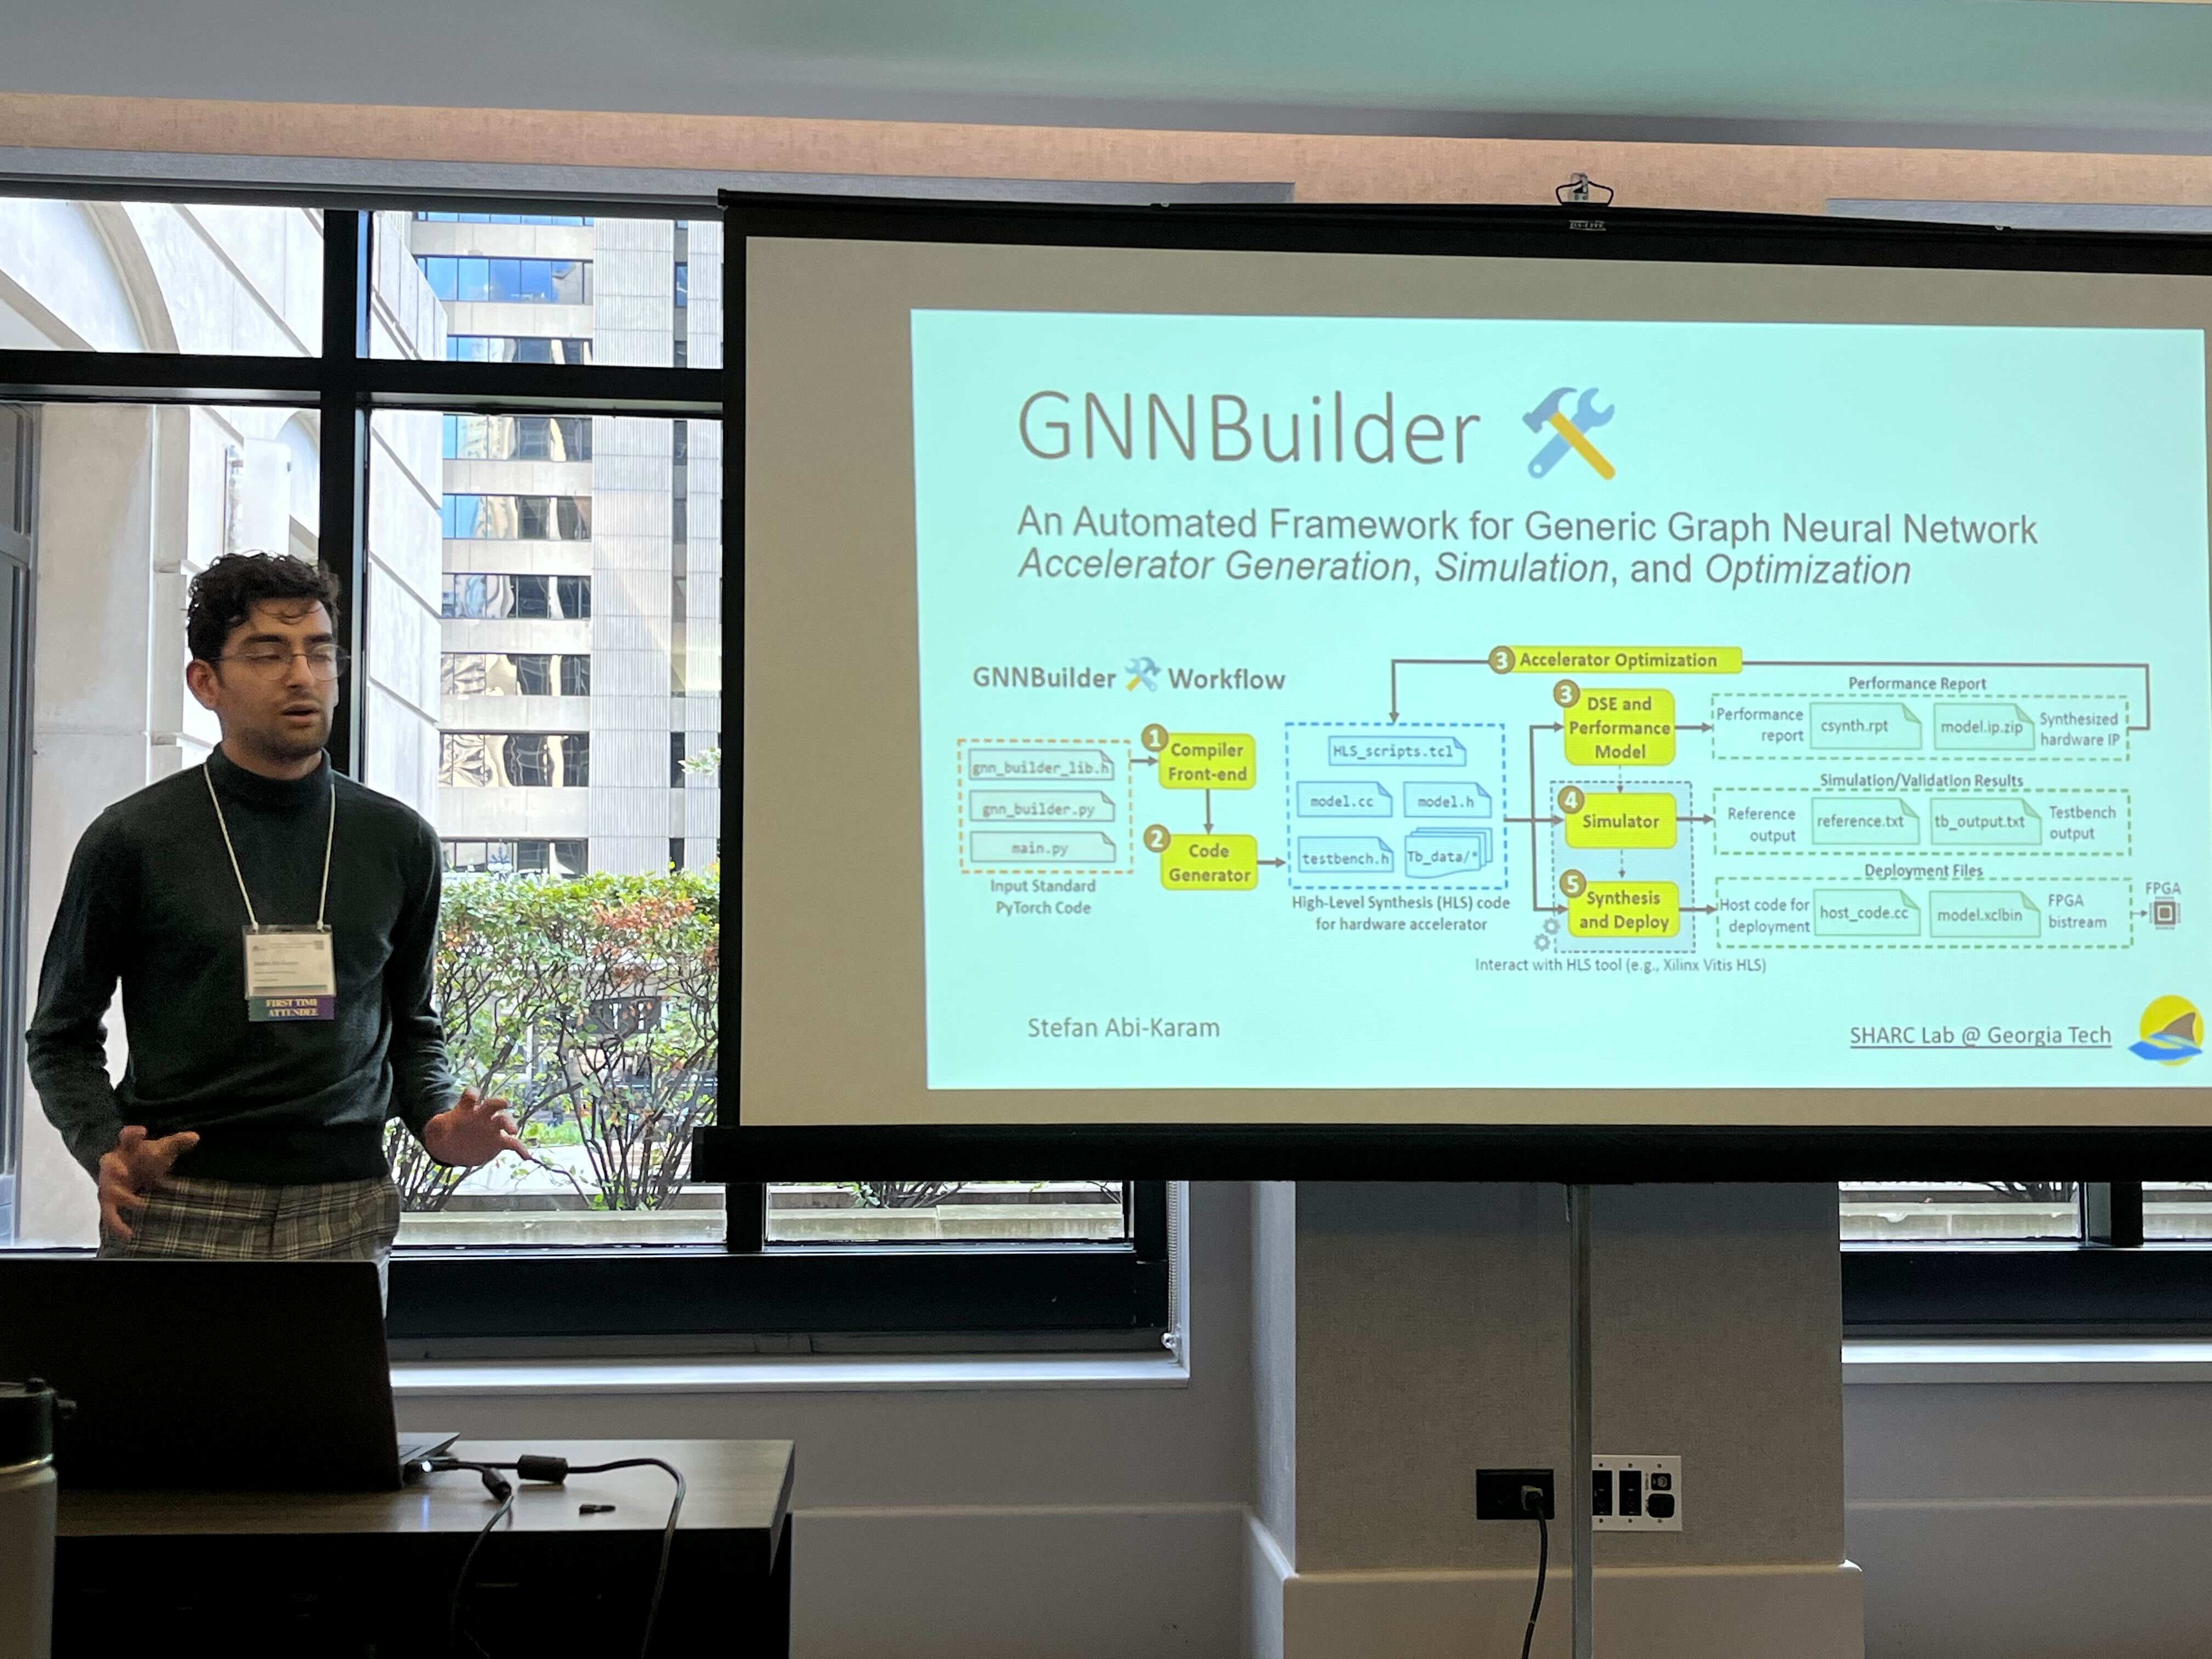 GNNBuilder
An Automated Framework for Generic Graph Neural Network
Accelerator Generation, Simulation, and Optimization
GNNBuilder Workflow
gnn_builder_lib.h
gnn_builder.py
main.py
Input Standard
PyTorch Code
1
Compiler
Front-end
2
Code
Generator
HLS_scripts.tcl
model.cc
model.h
testbench.h
Tb_data/*
High-Level Synthesis (HLS) code
for hardware accelerator
3 Accelerator Optimization
3
DSE and
Performance
Model
4
Simulator
5
Synthesis
and Deploy
Interact with HLS tool (e.g., Xilinx Vitis HLS)
Performance Report
Performance
report
csynth.rpt
model.ip.zip
Synthesized
hardware IP
Simulation/Validation Results
Reference
output
reference.txt
tb_output.txt
Testbench
output
Deployment Files
Host code for
deployment
host_code.cc
model.xclbin
FPGA
bistream
FPGA
Stefan Abi-Karam
SHARC Lab @ Georgia Tech
FIRST TIME
ATTENDEE